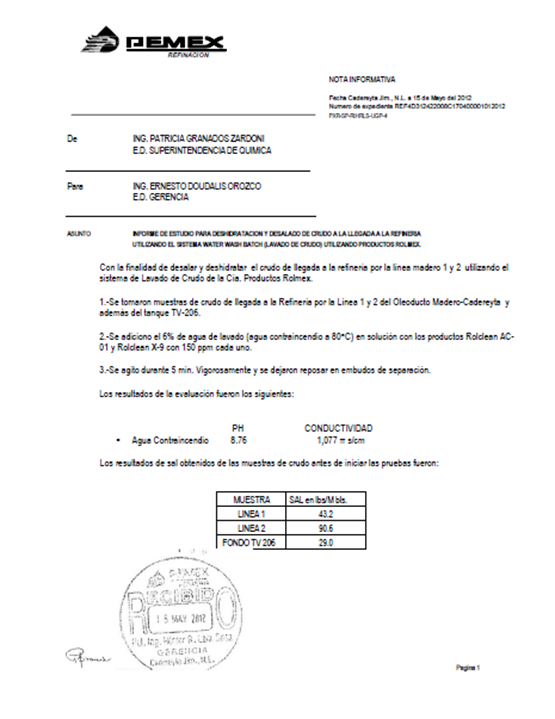 PEMEX
REFINACION
NOTA INFORMATIVA
Fecha Cadereyta Jim., N.L. a 15 de Mayo del 2012
Numero de expediente REF4D312422008C170400001012012
PXR-SP-RHRLS-UGP-4
De ING. PATRICIA GRANADOS ZARDONI
E.D. SUPERINTENDENCIA DE QUIMICA
Para ING. ERNESTO DOUDALIS OROZCO
E.D. GERENCIA
ASUNTO INFORME DE ESTUDIO PARA DESHIDRATACION Y DESALADO DE CRUDO A LA LLEGADA A LA REFINERIA
UTILIZANDO EL SISTEMA WATER WASH BATCH (LAVADO DE CRUDO) UTILIZANDO PRODUCTOS ROLMEX.
Con la finalidad de desalar y deshidratar el crudo de llegada a la refineria por la linea madero 1 y 2 utilizando el
sistema de Lavado de Crudo de la Cia. Productos Rolmex.
1.-Se tomaron muestras de crudo de llegada a la Refineria por la Linea 1 y 2 del Oleoducto Madero-Cadereyta y
además del tanque TV-206.
2.-Se adiciono el 6% de agua de lavado (agua contraincendio a 80°C) en solución con los productos Rolclean AC-
01 y Rolclean X-9 con 150 ppm cada uno.
3.-Se agito durante 5 min. Vigorosamente y se dejaron reposar en embudos de separación.
Los resultados de la evaluación fueron los siguientes:
PH CONDUCTIVIDAD
• Agua Contraincendio 8.76 1,077 m s/cm
Los resultados de sal obtenidos de las muestras de crudo antes de iniciar las pruebas fueron:
MUESTRA SAL en lbs/M bls.
LINEA 1 43.2
LINEA 2 90.6
FONDO TV 206 29.0
PEMEX
RECIBIDO
15 MAY 2012
GERENCIA
Cadereyta Jim., N.L.
Pagina 1